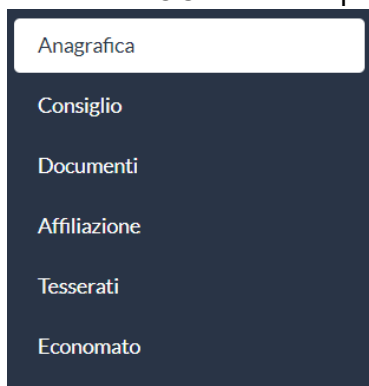 Anagrafica
Consiglio
Documenti
Affiliazione
Tesserati
Economato